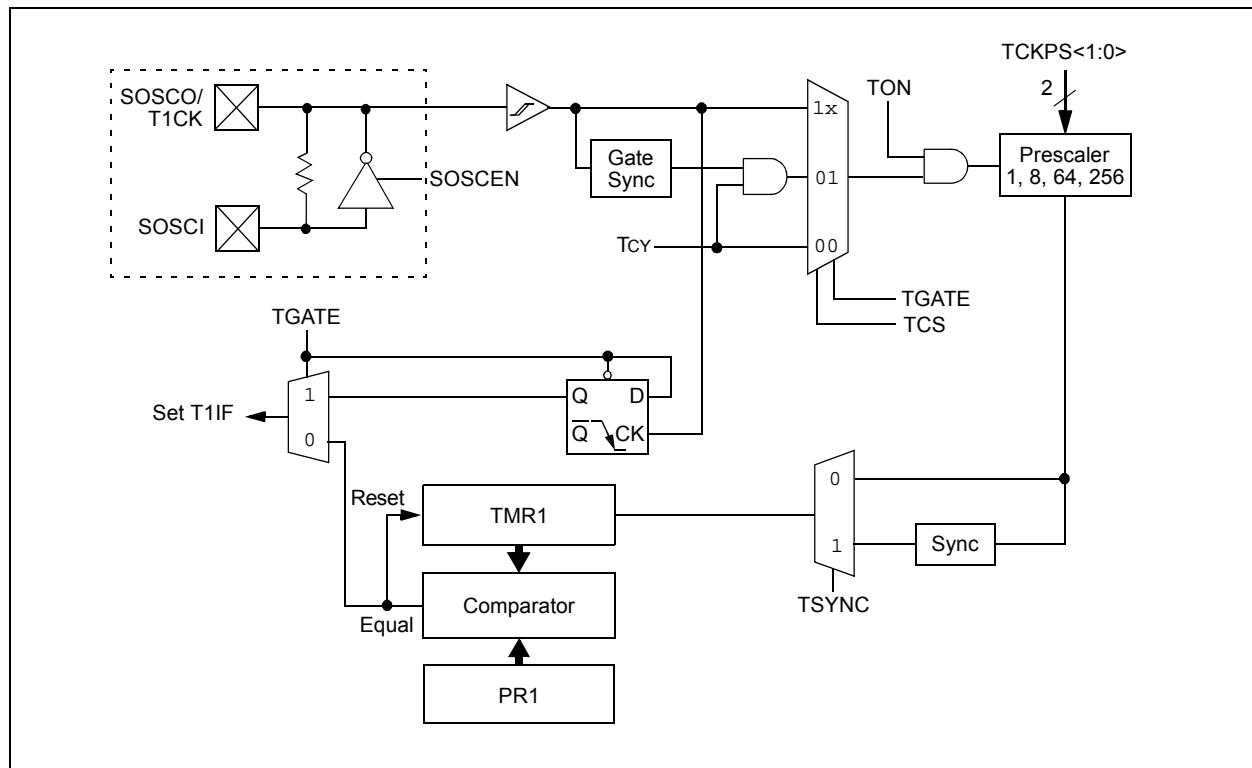 TCKPS<1:0>
2
SOSCO/
T1CK
TON
1x
Gate
Sync
Prescaler
1, 8, 64, 256
SOSCEN
01
SOSCI
TCY
00
TGATE
TCS
TGATE
1
Q
D
Set T1IF
Q̅
CK
0
0
Reset
TMR1
1
Sync
TSYNC
Comparator
Equal
PR1